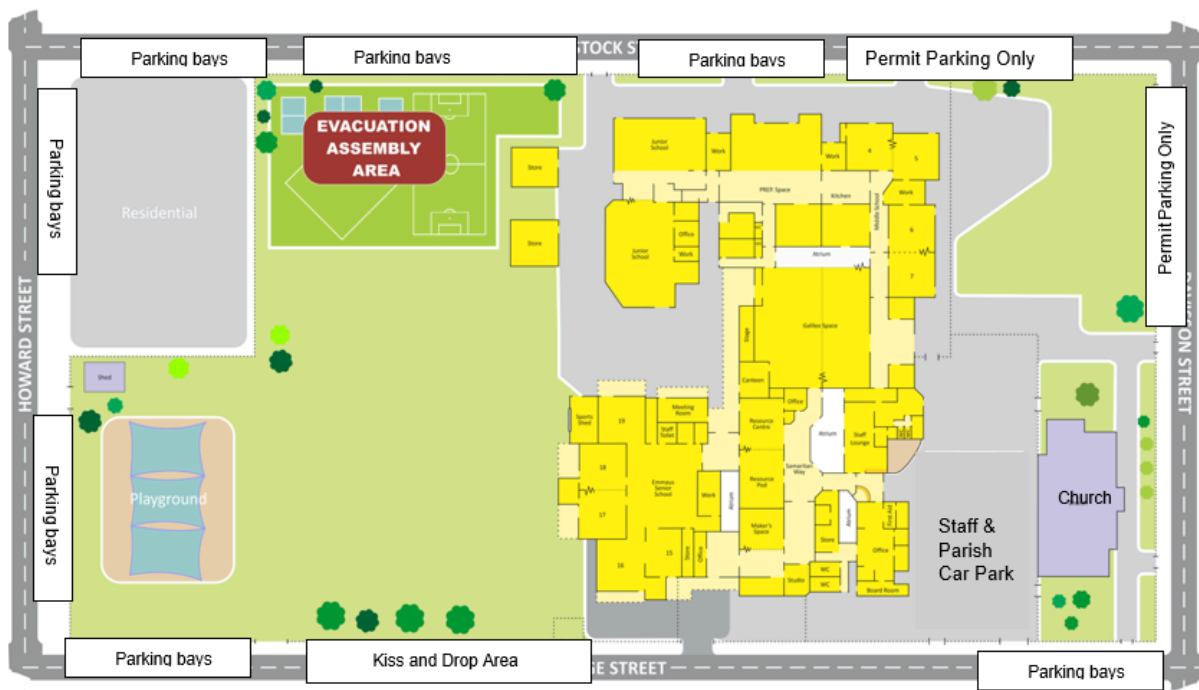 Parking bays
Parking bays
STOCK S
Parking bays
Permit Parking Only
EVACUATION
ASSEMBLY
AREA
Parking bays
Residential
Store
Store
Junior
School
Work
Work
4
5
PREP. Space
Kitchen
Middle School
Work
Office
Work
Junior
School
6
7
Atrium
Permit Parking Only
HOWARD STREET
SON STREET
Galilee Space
Stage
Shed
Canteen
Office
Sports
Shed
19
Meeting
Room
Staff
Toilet
Resource
Centre
Atrium
Staff
Lounge
18
Emmaus
Senior
School
Samaritan
Way
Resource
Pod
Work
Atrium
Playground
Parking bays
17
Church
Atrium
First Aid
Maker's
Space
Store
Office
Staff &
Parish
Car Park
15
Store
Office
16
WC
WC
Studio
Board Room
Parking bays
Kiss and Drop Area
GE STREET
Parking bays